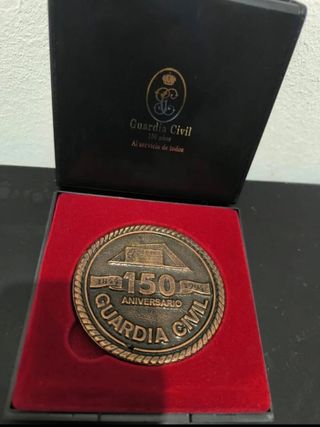 Guardia Civil
150 años
Al servicio de todos
1844 150 1994
ANIVERSARIO
GUARDIA CIVIL